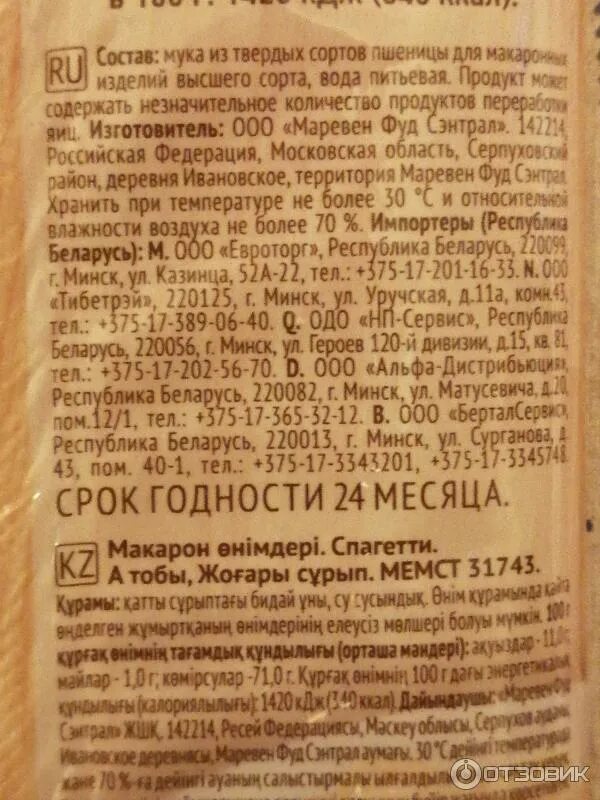 в 100 г: 1420 кДж (340 ккал).
RU Состав: мука из твердых сортов пшеницы для макаронных
изделий высшего сорта, вода питьевая. Продукт может
содержать незначительное количество продуктов переработки
яиц. Изготовитель: ООО «Маревен Фуд Сэнтрал». 142214,
Российская Федерация, Московская область, Серпуховский
район, деревня Ивановское, территория Маревен Фуд Сэнтрал.
Хранить при температуре не более 30 °С и относительной
влажности воздуха не более 70 %. Импортеры (Республика
Беларусь): M. ООО «Евроторг», Республика Беларусь, 220099,
г. Минск, ул. Казинца, 52А-22, тел.: +375-17-201-16-33. N. ООО
«Тибетрэй», 220125, г. Минск, ул. Уручская, д.11а, комн.43,
тел.: +375-17-389-06-40. Q. ОДО «НП-Сервис», Республика
Беларусь, 220056, г. Минск, ул. Героев 120-й дивизии, д.15, кв. 81,
тел.: +375-17-202-56-70. D. ООО «Альфа-Дистрибьюция»,
Республика Беларусь, 220082, г. Минск, ул. Матусевича, д.20,
пом.12/1, тел.: +375-17-365-32-12. B. ООО «БерталСервис»,
Республика Беларусь, 220013, г. Минск, ул. Сурганова, д.
43, пом. 40-1, тел.: +375-17-3343201, +375-17-3345748.
СРОК ГОДНОСТИ 24 МЕСЯЦА.
KZ Макарон өнімдері. Спагетти.
А тобы, Жоғары сұрып. МЕМСТ 31743.
Құрамы: қатты сұрыптағы бидай ұны, су сусындық. Өнім құрамында қайта
өңделген жұмыртқаның өнімдерінің елеусіз мөлшері болуы мүмкін. 100 г
құрғақ өнімнің тағамдық құндылығы (орташа мәндері): ақуыздар - 11,0 г;
майлар - 1,0 г; көмірсулар -71,0 г. Құрғақ өнімнің 100 г дағы энергетикалық
құндылығы (калориялылығы): 1420 кДж (340 ккал). Дайындаушы: «Маревен
Фуд Сэнтрал» ЖШҚ, 142214, Ресей Федерациясы, Мәскеу облысы, Серпухов ауданы,
Ивановское деревнясы, Маревен Фуд Сэнтрал аумағы. 30 °С дейінгі температурада
және 70 %-ға дейінгі ауаның салыстырмалы ылғалдылығы
ОТЗОВИК